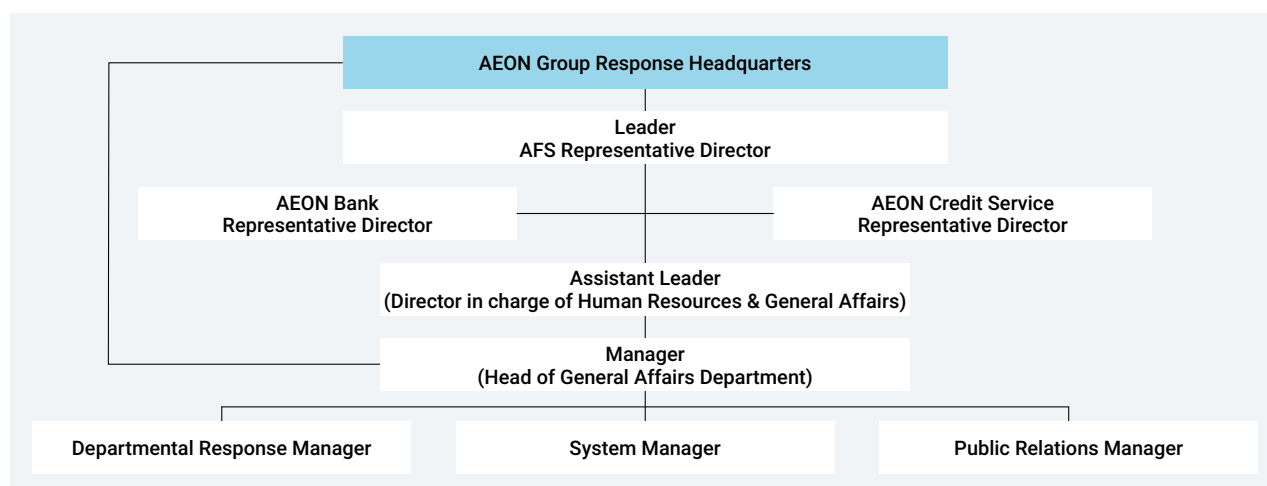 AEON Group Response Headquarters
Leader
AFS Representative Director
AEON Bank
Representative Director
AEON Credit Service
Representative Director
Assistant Leader
(Director in charge of Human Resources & General Affairs)
Manager
(Head of General Affairs Department)
Departmental Response Manager
System Manager
Public Relations Manager